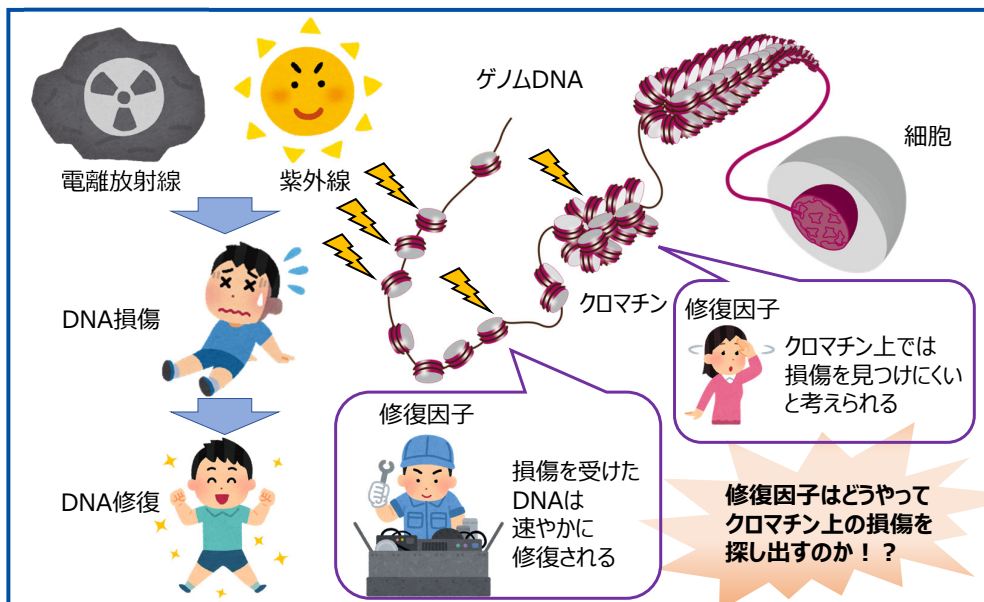 電離放射線
紫外線
DNA損傷
DNA修復
ゲノムDNA
細胞
クロマチン
修復因子
クロマチン上では
損傷を見つけにくい
と考えられる
修復因子
損傷を受けた
DNAは
速やかに
修復される
修復因子はどうやって
クロマチン上の損傷を
探し出すのか！？